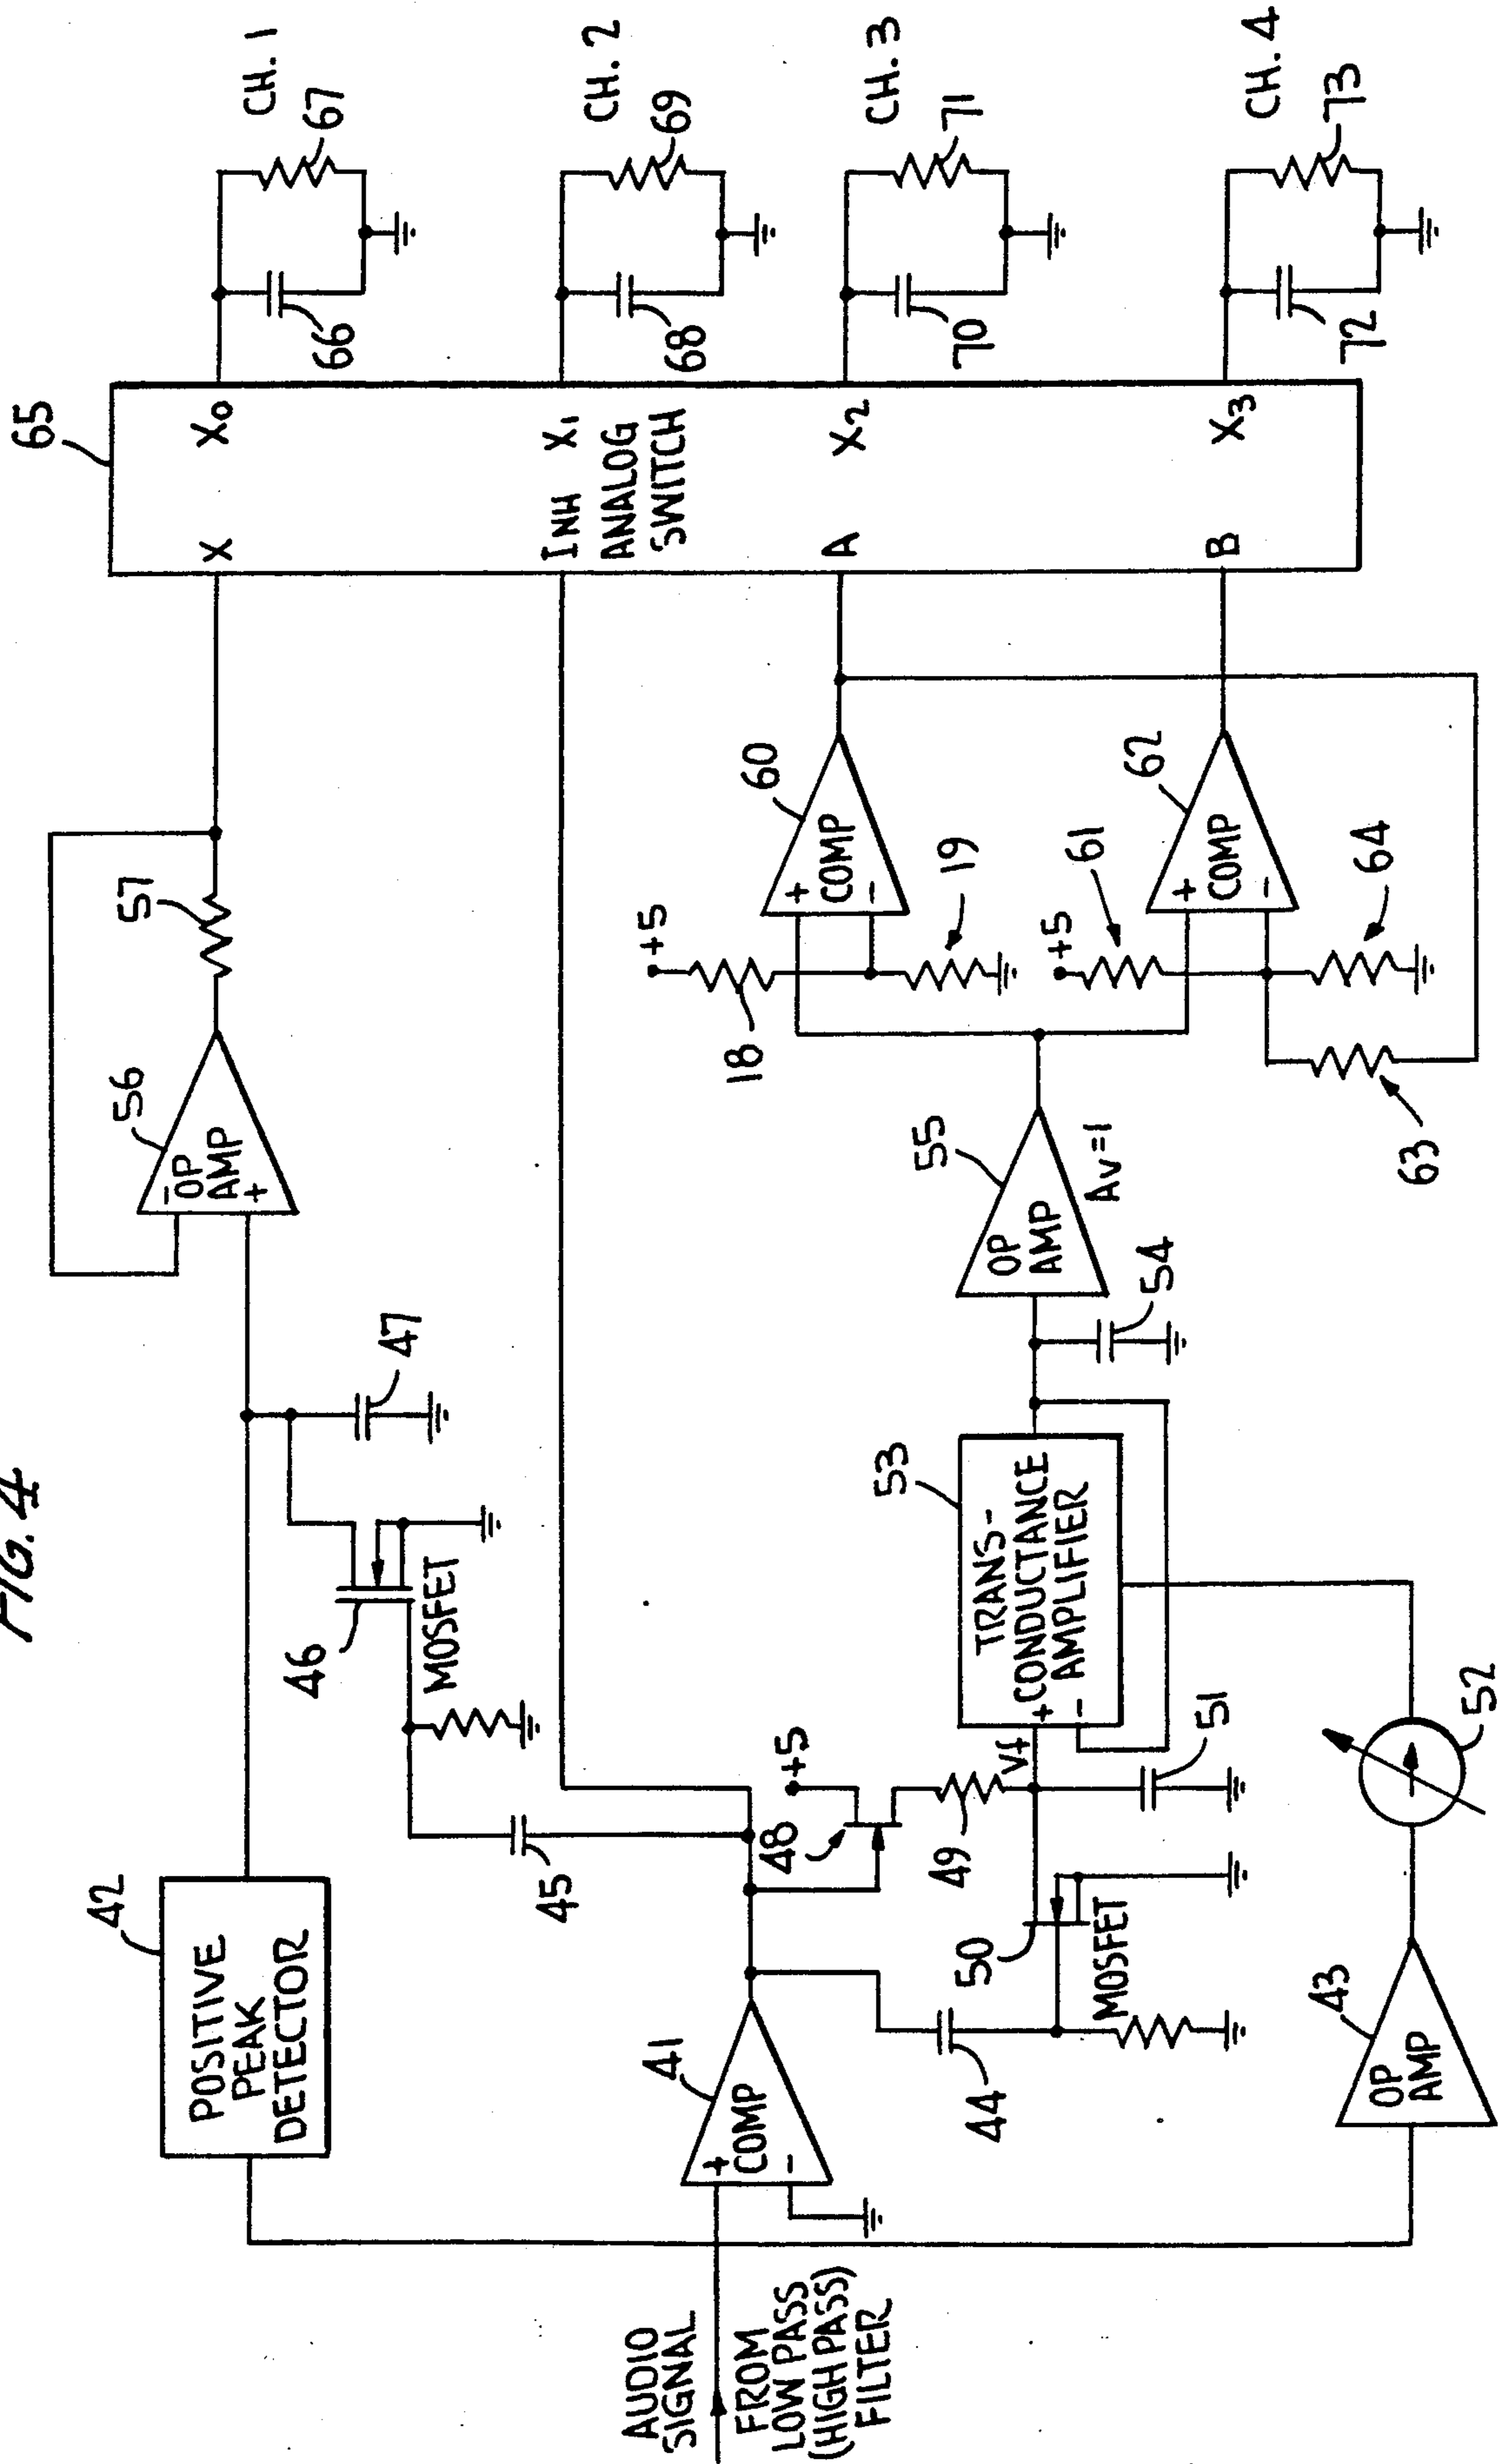 FIG. 4
AUDIO
SIGNAL
FROM
LOW PASS
(HIGH PASS)
FILTER
42
POSITIVE
PEAK
DETECTOR
41
+
COMP
-
43
OP
AMP
44
45
46
MOSFET
47
48
+5
49
50
MOSFET
Vf
51
52
53
TRANS-
+CONDUCTANCE
- AMPLIFIER
54
55
OP
AMP
Av=1
56
-
OP
AMP
+
57
+5
18
19
60
+
COMP
-
+5
61
62
+
COMP
-
63
64
65
X
X0
INH
X1
ANALOG
SWITCH
A
X2
B
X3
66
67
CH. 1
68
69
CH. 2
70
71
CH. 3
72
73
CH. 4